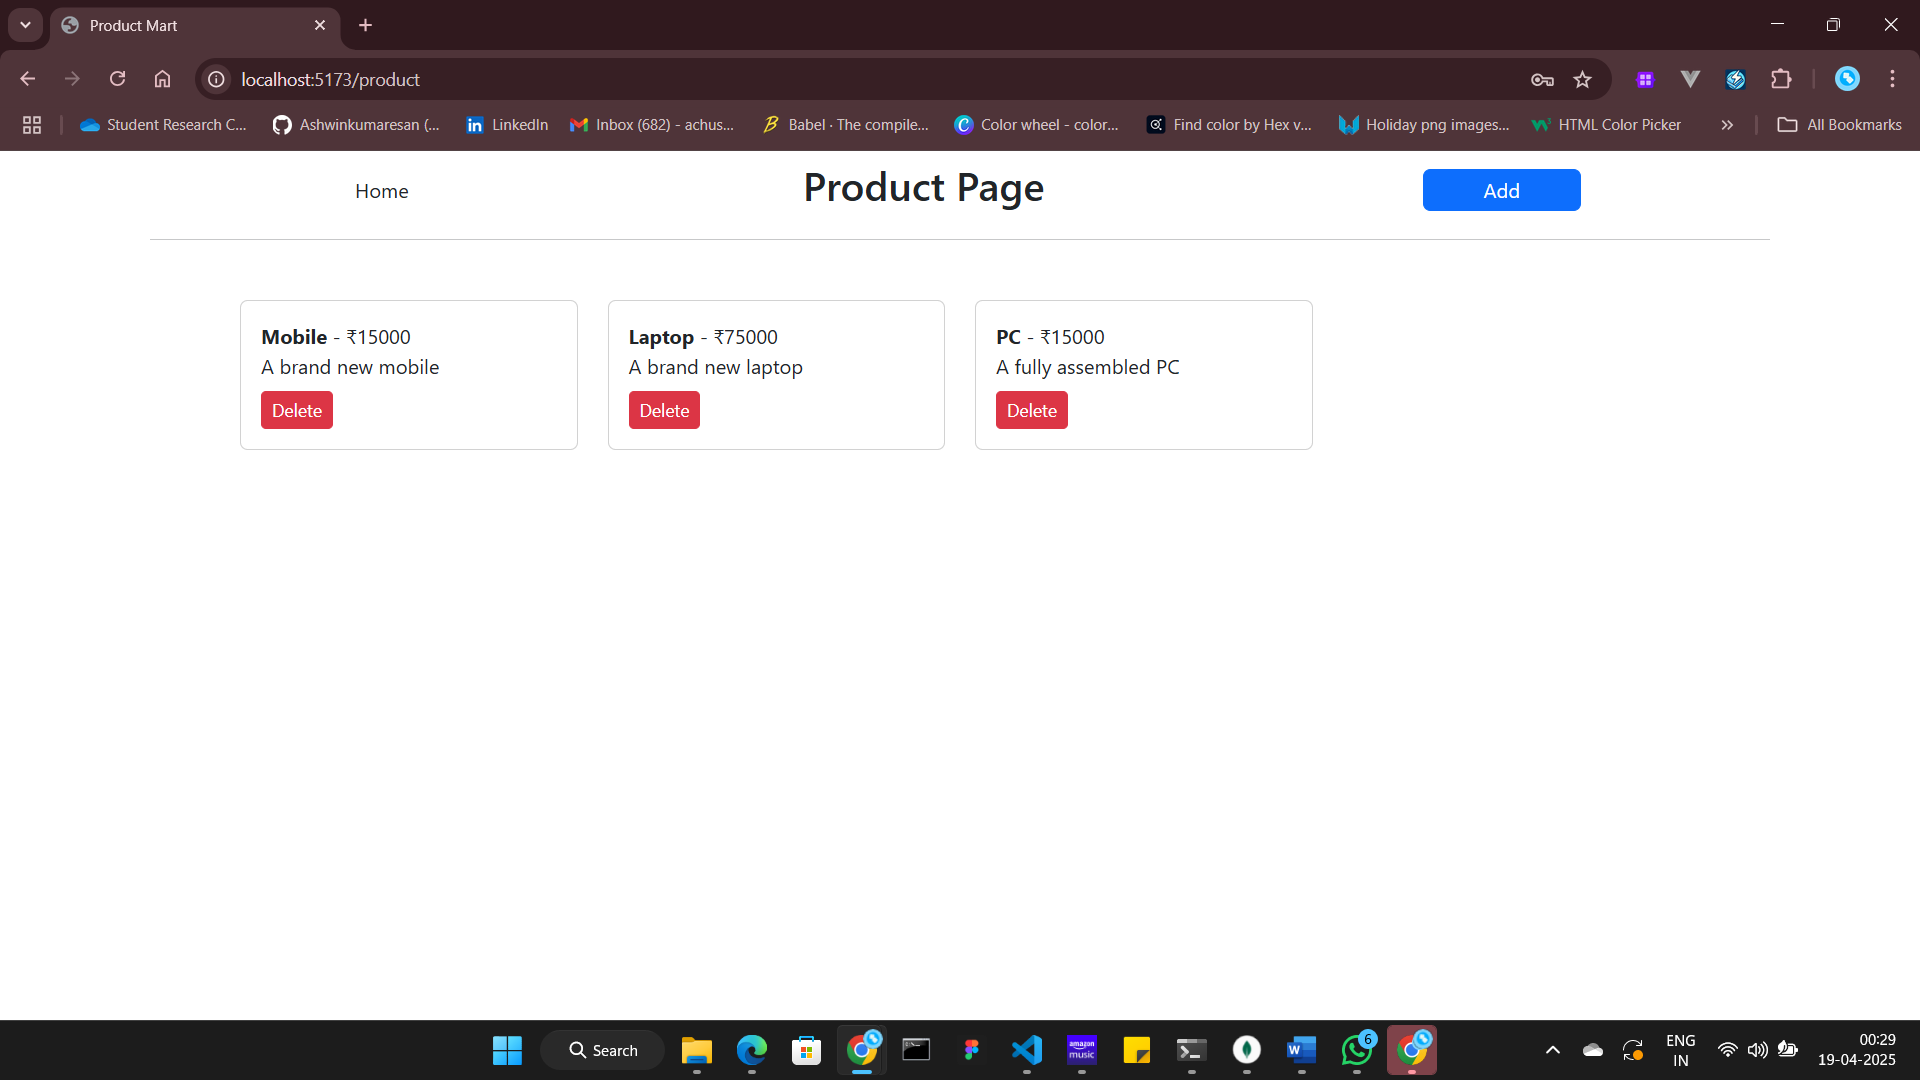 Product Mart
localhost:5173/product
Student Research C...
Ashwinkumaresan (...
LinkedIn
Inbox (682) - achus...
Babel · The compile...
Color wheel - color...
Find color by Hex v...
Holiday png images...
HTML Color Picker
All Bookmarks
Home
Product Page
Add
Mobile - ₹15000
A brand new mobile
Delete
Laptop - ₹75000
A brand new laptop
Delete
PC - ₹15000
A fully assembled PC
Delete
Search
amazon
music
6
ENG
IN
00:29
19-04-2025